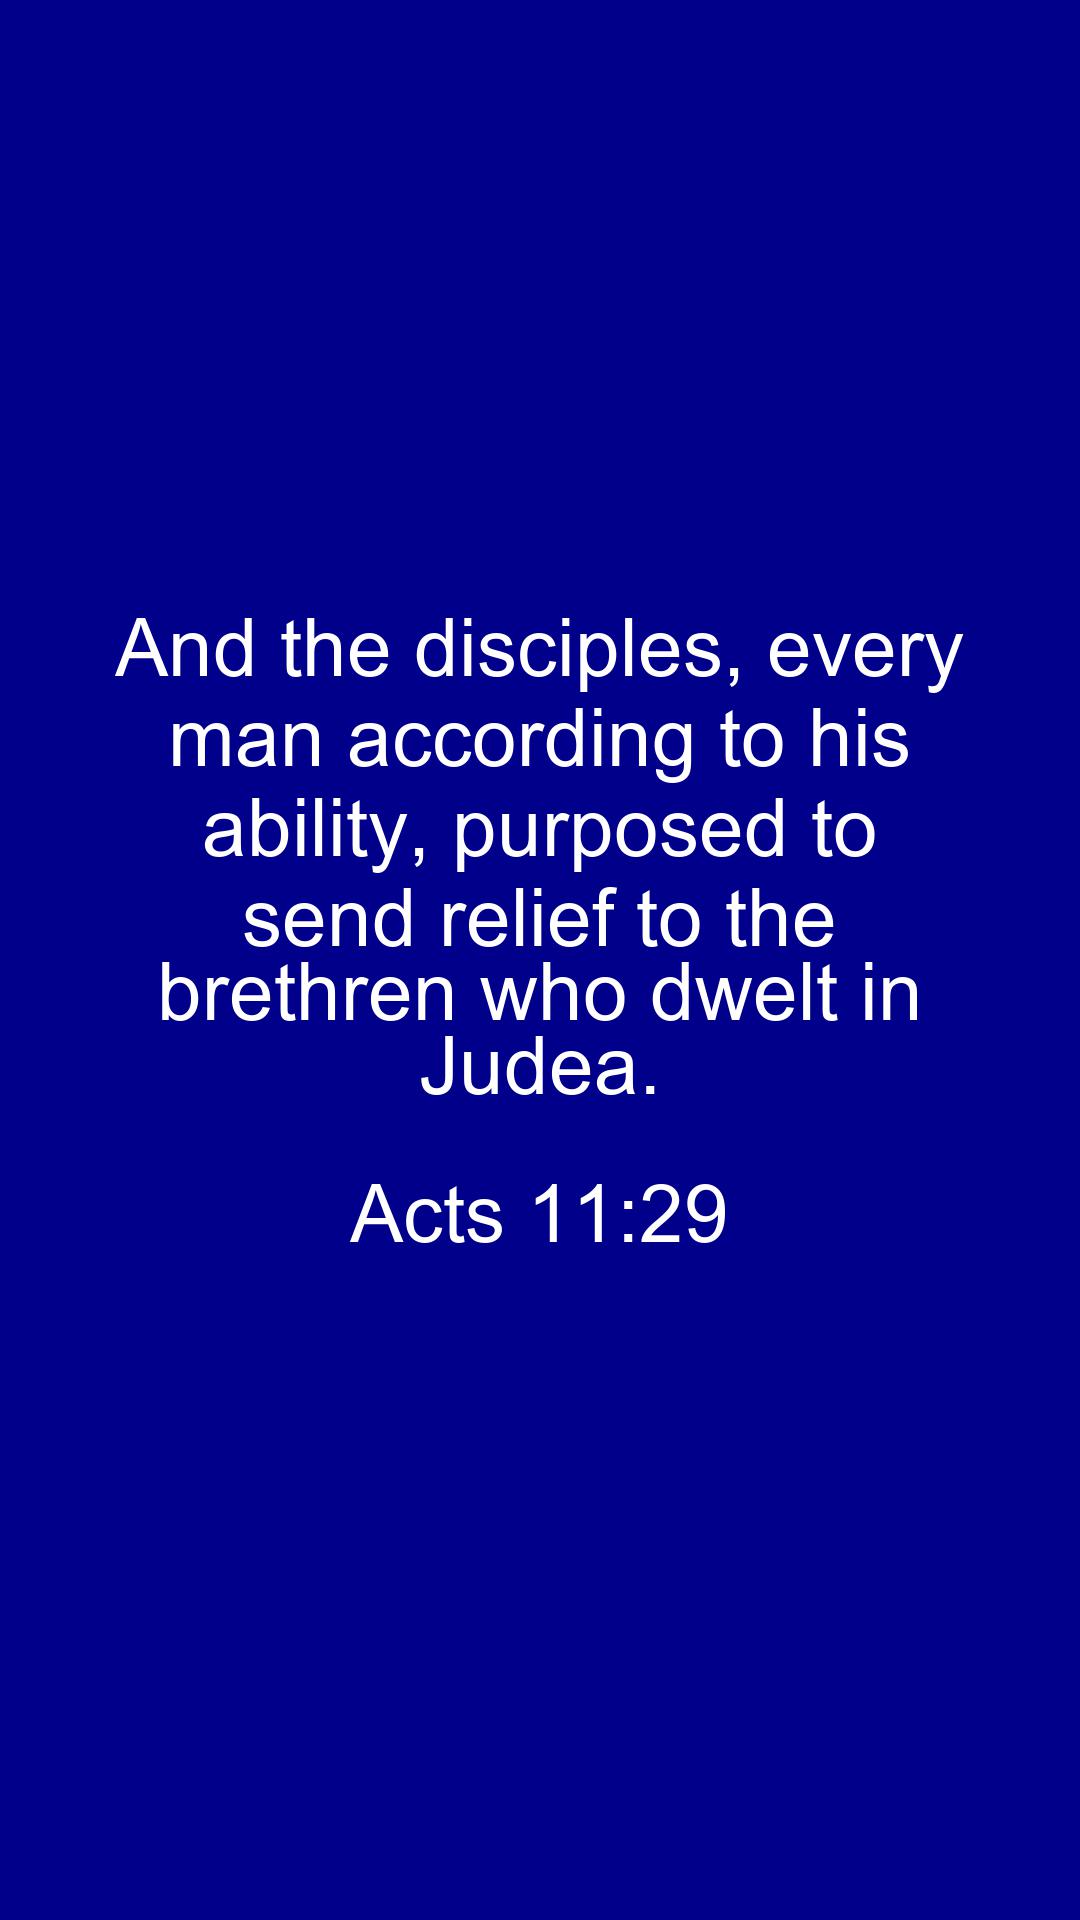 And the disciples, every
man according to his
ability, purposed to
send relief to the
brethren who dwelt in
Judea.
Acts 11:29